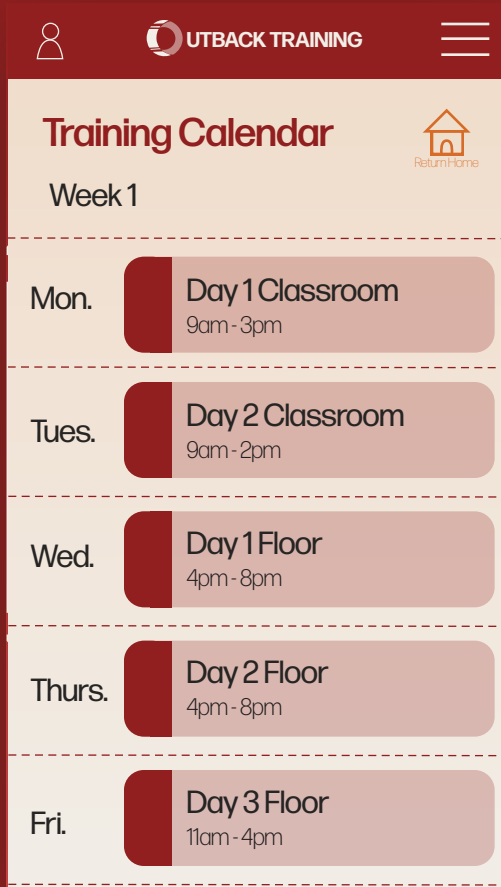 OUTBACK TRAINING
Training Calendar
Return Home
Week 1
Mon.
Day 1 Classroom
9am - 3pm
Tues.
Day 2 Classroom
9am - 2pm
Wed.
Day 1 Floor
4pm - 8pm
Thurs.
Day 2 Floor
4pm - 8pm
Fri.
Day 3 Floor
11am - 4pm